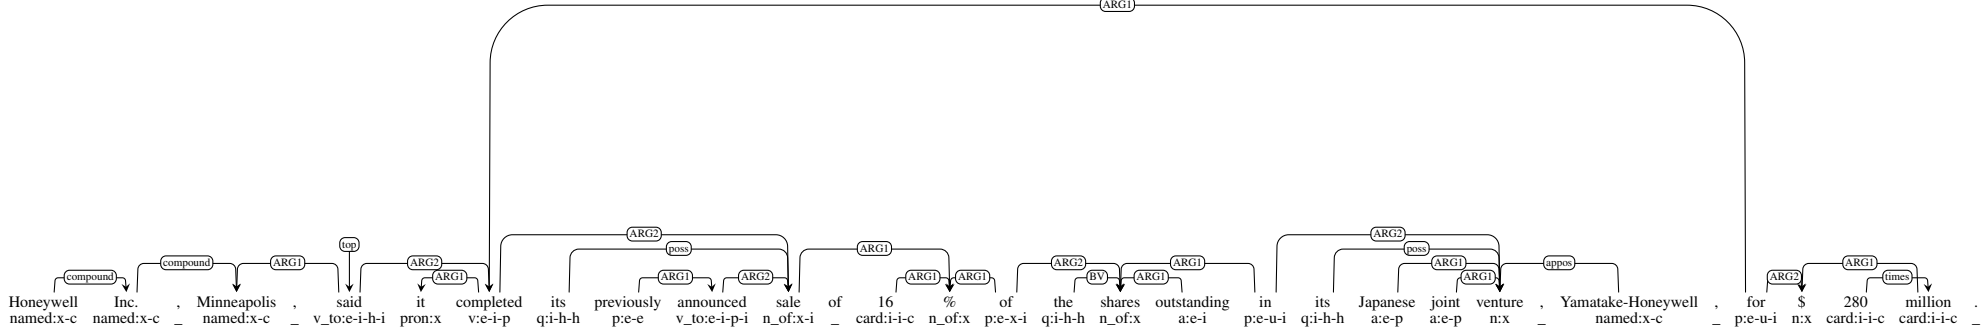 ARG1
top
ARG2 ARG2
poss poss
ARG1
compound compound ARG1 ARG2 ARG2 ARG1 ARG1 appos ARG1
ARG1 ARG1 ARG2 ARG1 ARG1 BV ARG1 ARG1 ARG2 times
Honeywell Inc. , Minneapolis , said it completed its previously announced sale of 16 % of the shares outstanding in its Japanese joint venture , Yamatake-Honeywell , for $ 280 million .
named:x-c named:x-c _ named:x-c _ v_to:e-i-h-i pron:x v:e-i-p q:i-h-h p:e-e v_to:e-i-p-i n_of:x-i _ card:i-i-c n_of:x p:e-x-i q:i-h-h n_of:x a:e-i p:e-u-i q:i-h-h a:e-p a:e-p n:x _ named:x-c _ p:e-u-i n:x card:i-i-c card:i-i-c _